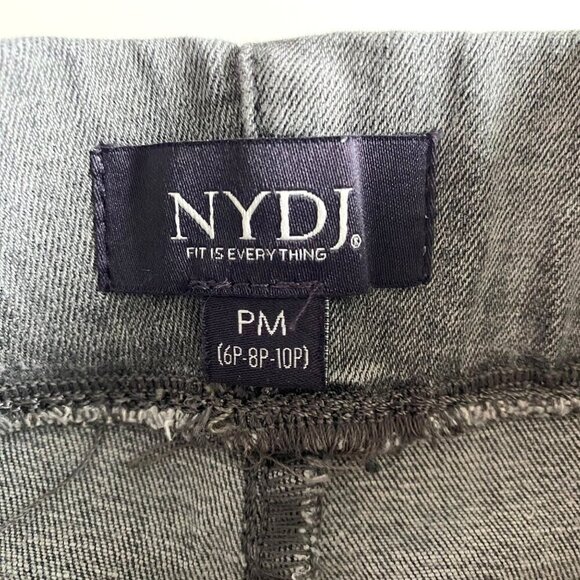 NYDJ®
FIT IS EVERY THING
PM
(6P-8P-10P)